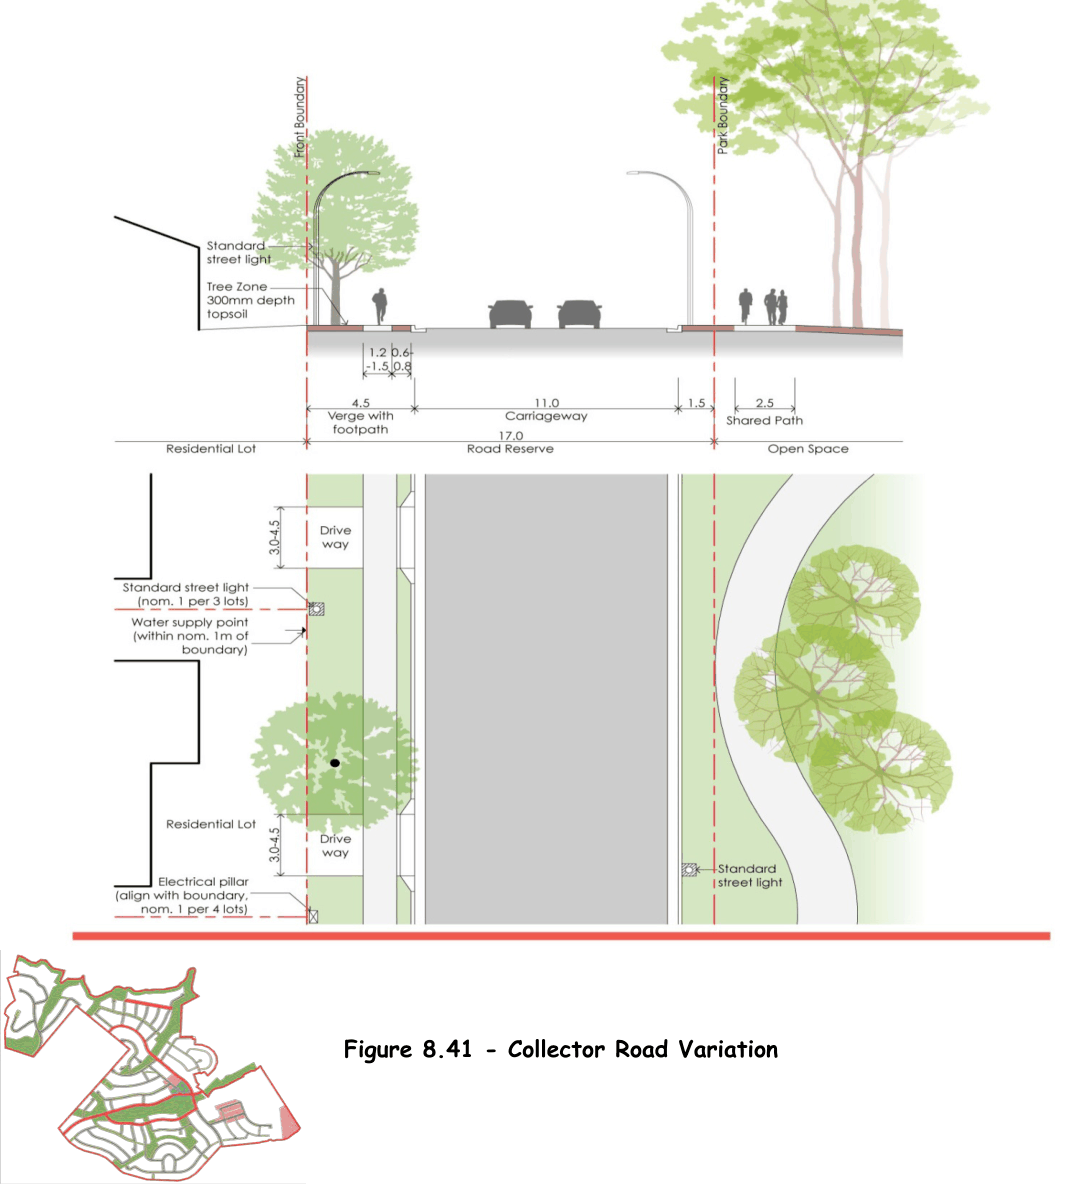 Front Boundary
Park Boundary
Standard
street light
Tree Zone
300mm depth
topsoil
1.2
-1.5
0.6-
0.8
4.5
11.0
1.5
2.5
Verge with
footpath
Carriageway
Shared Path
17.0
Residential Lot
Road Reserve
Open Space
3.0-4.5
Drive
way
Standard street light
(nom. 1 per 3 lots)
Water supply point
(within nom. 1m of
boundary)
Residential Lot
3.0-4.5
Drive
way
Electrical pillar
(align with boundary,
nom. 1 per 4 lots)
Standard
street light
Figure 8.41 - Collector Road Variation